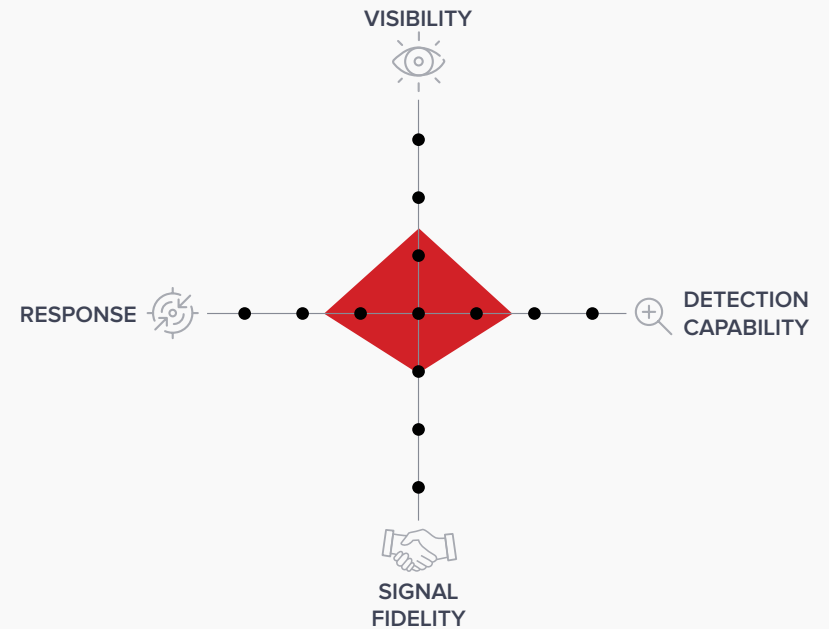 VISIBILITY
RESPONSE
DETECTION
CAPABILITY
SIGNAL
FIDELITY